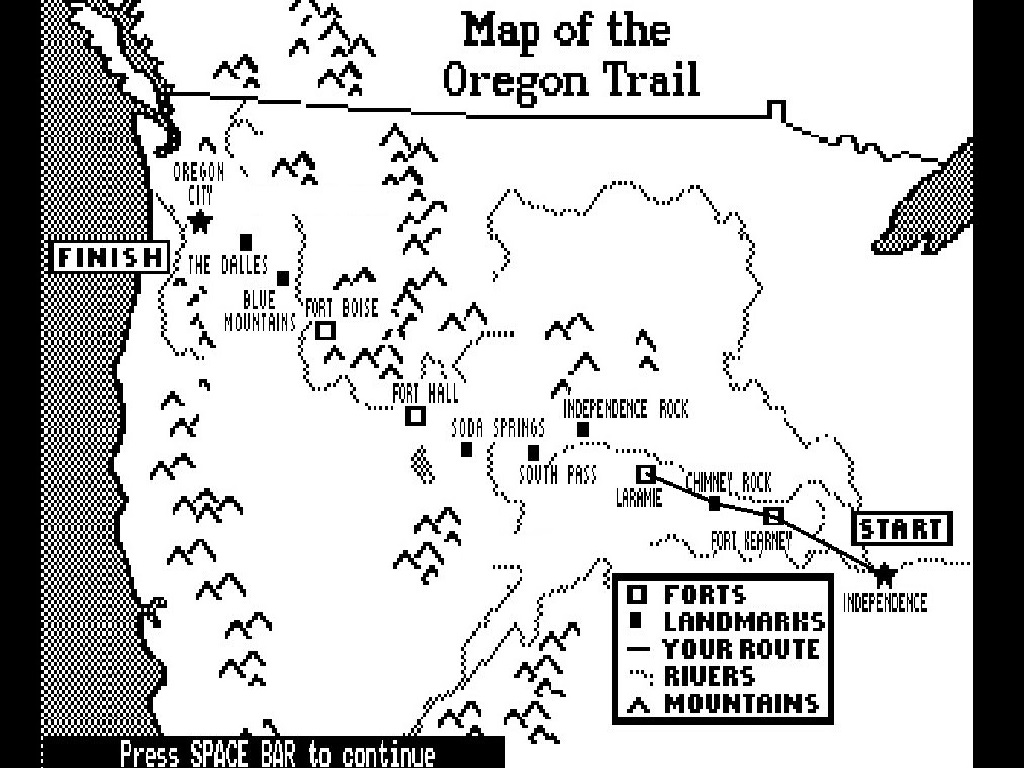 Map of the
Oregon Trail
OREGON
CITY
FINISH
THE DALLES
BLUE
MOUNTAINS
FORT BOISE
FORT HALL
SODA SPRINGS
INDEPENDENCE ROCK
SOUTH PASS
LARAMIE
CHIMNEY ROCK
FORT KEARNEY
START
INDEPENDENCE
FORTS
LANDMARKS
YOUR ROUTE
RIVERS
MOUNTAINS
Press SPACE BAR to continue